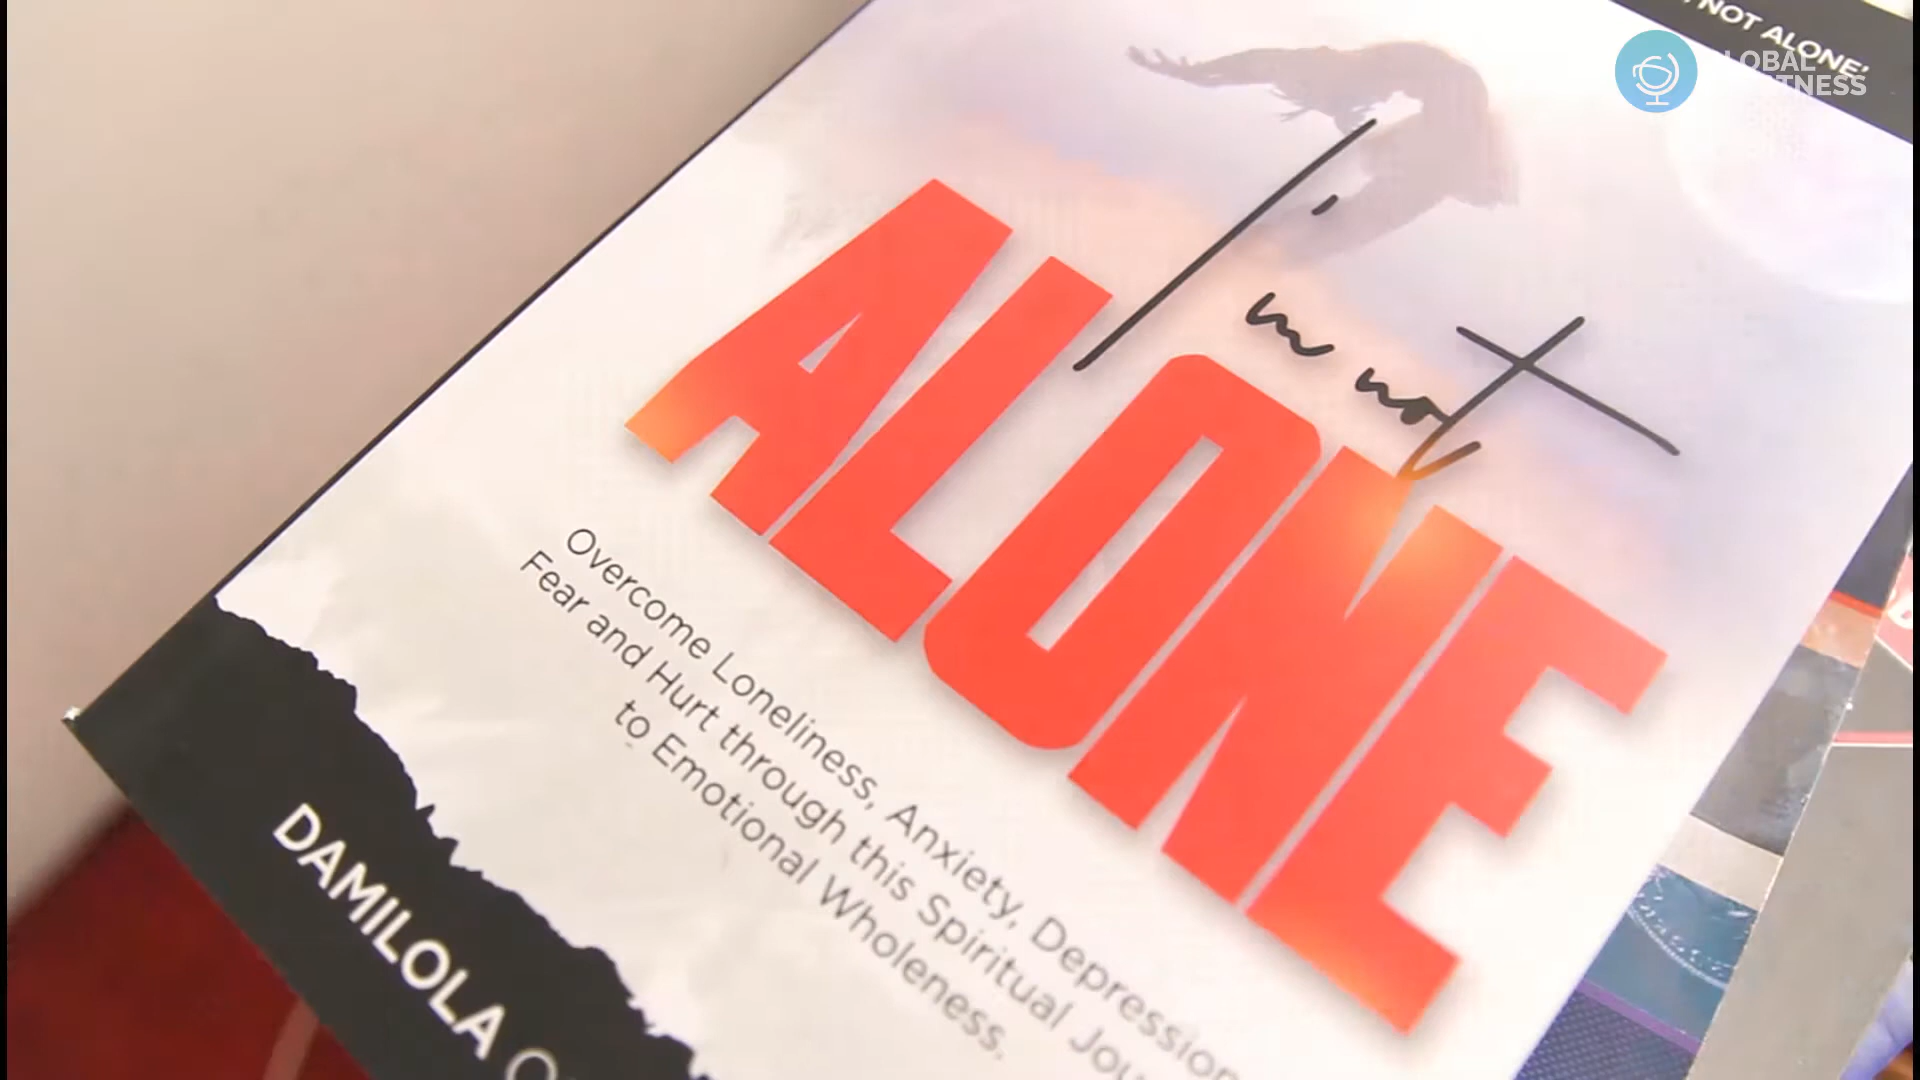 NOT ALONE:
I'm not
ALONE
Overcome Loneliness, Anxiety, Depression
Fear and Hurt through this Spiritual
to Emotional Wholeness.
DAMILOLA